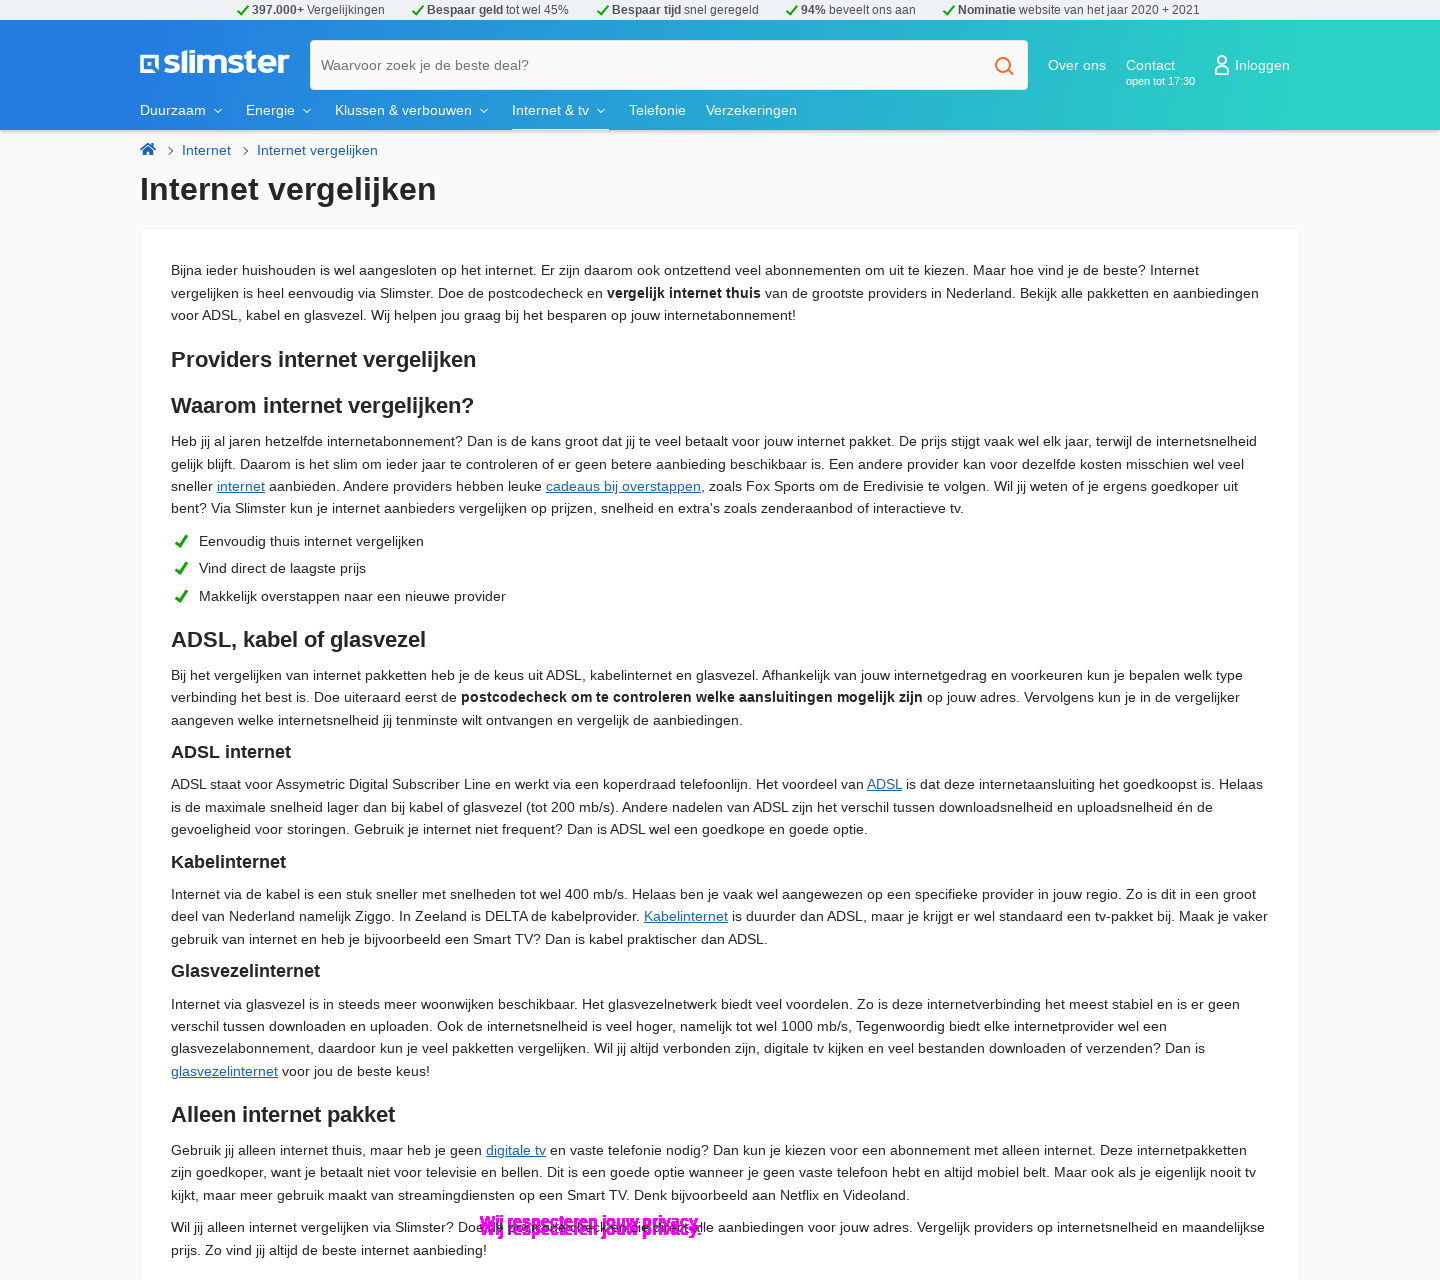 397.000+ Vergelijkingen Bespaar geld tot wel 45% Bespaar tijd snel geregeld 94% beveelt ons aan Nominatie website van het jaar 2020 + 2021
slimster Waarvoor zoek je de beste deal? Over ons Contact Inloggen
open tot 17:30
Duurzaam Energie Klussen & verbouwen Internet & tv Telefonie Verzekeringen
Internet Internet vergelijken
Internet vergelijken
Bijna ieder huishouden is wel aangesloten op het internet. Er zijn daarom ook ontzettend veel abonnementen om uit te kiezen. Maar hoe vind je de beste? Internet
vergelijken is heel eenvoudig via Slimster. Doe de postcodecheck en vergelijk internet thuis van de grootste providers in Nederland. Bekijk alle pakketten en aanbiedingen
voor ADSL, kabel en glasvezel. Wij helpen jou graag bij het besparen op jouw internetabonnement!
Providers internet vergelijken
Waarom internet vergelijken?
Heb jij al jaren hetzelfde internetabonnement? Dan is de kans groot dat jij te veel betaalt voor jouw internet pakket. De prijs stijgt vaak wel elk jaar, terwijl de internetsnelheid
gelijk blijft. Daarom is het slim om ieder jaar te controleren of er geen betere aanbieding beschikbaar is. Een andere provider kan voor dezelfde kosten misschien wel veel
sneller internet aanbieden. Andere providers hebben leuke cadeaus bij overstappen, zoals Fox Sports om de Eredivisie te volgen. Wil jij weten of je ergens goedkoper uit
bent? Via Slimster kun je internet aanbieders vergelijken op prijzen, snelheid en extra's zoals zenderaanbod of interactieve tv.
Eenvoudig thuis internet vergelijken
Vind direct de laagste prijs
Makkelijk overstappen naar een nieuwe provider
ADSL, kabel of glasvezel
Bij het vergelijken van internet pakketten heb je de keus uit ADSL, kabelinternet en glasvezel. Afhankelijk van jouw internetgedrag en voorkeuren kun je bepalen welk type
verbinding het best is. Doe uiteraard eerst de postcodecheck om te controleren welke aansluitingen mogelijk zijn op jouw adres. Vervolgens kun je in de vergelijker
aangeven welke internetsnelheid jij tenminste wilt ontvangen en vergelijk de aanbiedingen.
ADSL internet
ADSL staat voor Assymetric Digital Subscriber Line en werkt via een koperdraad telefoonlijn. Het voordeel van ADSL is dat deze internetaansluiting het goedkoopst is. Helaas
is de maximale snelheid lager dan bij kabel of glasvezel (tot 200 mb/s). Andere nadelen van ADSL zijn het verschil tussen downloadsnelheid en uploadsnelheid én de
gevoeligheid voor storingen. Gebruik je internet niet frequent? Dan is ADSL wel een goedkope en goede optie.
Kabelinternet
Internet via de kabel is een stuk sneller met snelheden tot wel 400 mb/s. Helaas ben je vaak wel aangewezen op een specifieke provider in jouw regio. Zo is dit in een groot
deel van Nederland namelijk Ziggo. In Zeeland is DELTA de kabelprovider. Kabelinternet is duurder dan ADSL, maar je krijgt er wel standaard een tv-pakket bij. Maak je vaker
gebruik van internet en heb je bijvoorbeeld een Smart TV? Dan is kabel praktischer dan ADSL.
Glasvezelinternet
Internet via glasvezel is in steeds meer woonwijken beschikbaar. Het glasvezelnetwerk biedt veel voordelen. Zo is deze internetverbinding het meest stabiel en is er geen
verschil tussen downloaden en uploaden. Ook de internetsnelheid is veel hoger, namelijk tot wel 1000 mb/s, Tegenwoordig biedt elke internetprovider wel een
glasvezelabonnement, daardoor kun je veel pakketten vergelijken. Wil jij altijd verbonden zijn, digitale tv kijken en veel bestanden downloaden of verzenden? Dan is
glasvezelinternet voor jou de beste keus!
Alleen internet pakket
Gebruik jij alleen internet thuis, maar heb je geen digitale tv en vaste telefonie nodig? Dan kun je kiezen voor een abonnement met alleen internet. Deze internetpakketten
zijn goedkoper, want je betaalt niet voor televisie en bellen. Dit is een goede optie wanneer je geen vaste telefoon hebt en altijd mobiel belt. Maar ook als je eigenlijk nooit tv
kijkt, maar meer gebruik maakt van streamingdiensten op een Smart TV. Denk bijvoorbeeld aan Netflix en Videoland.
Wij respecteren jouw privacy.
Wil jij alleen internet vergelijken via Slimster? Doe alle aanbiedingen voor jouw adres. Vergelijk providers op internetsnelheid en maandelijkse
prijs. Zo vind jij altijd de beste internet aanbieding!